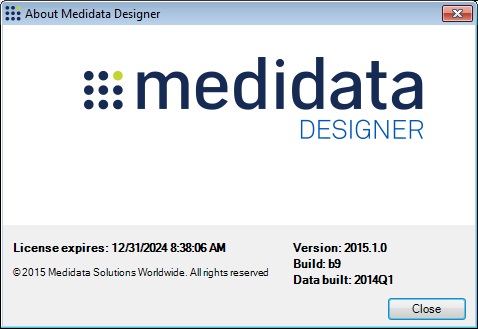 About Medidata Designer
medidata
DESIGNER
License expires: 12/31/2024 8:38:06 AM
©2015 Medidata Solutions Worldwide. All rights reserved
Version: 2015.1.0
Build: b9
Data built: 2014Q1
Close